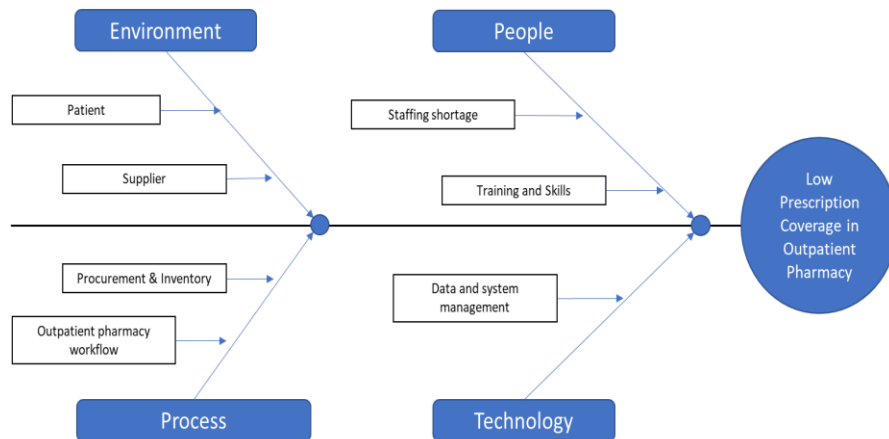 Environment
People
Patient
Staffing shortage
Supplier
Training and Skills
Low
Prescription
Coverage in
Outpatient
Pharmacy
Procurement & Inventory
Data and system
management
Outpatient pharmacy
workflow
Process
Technology